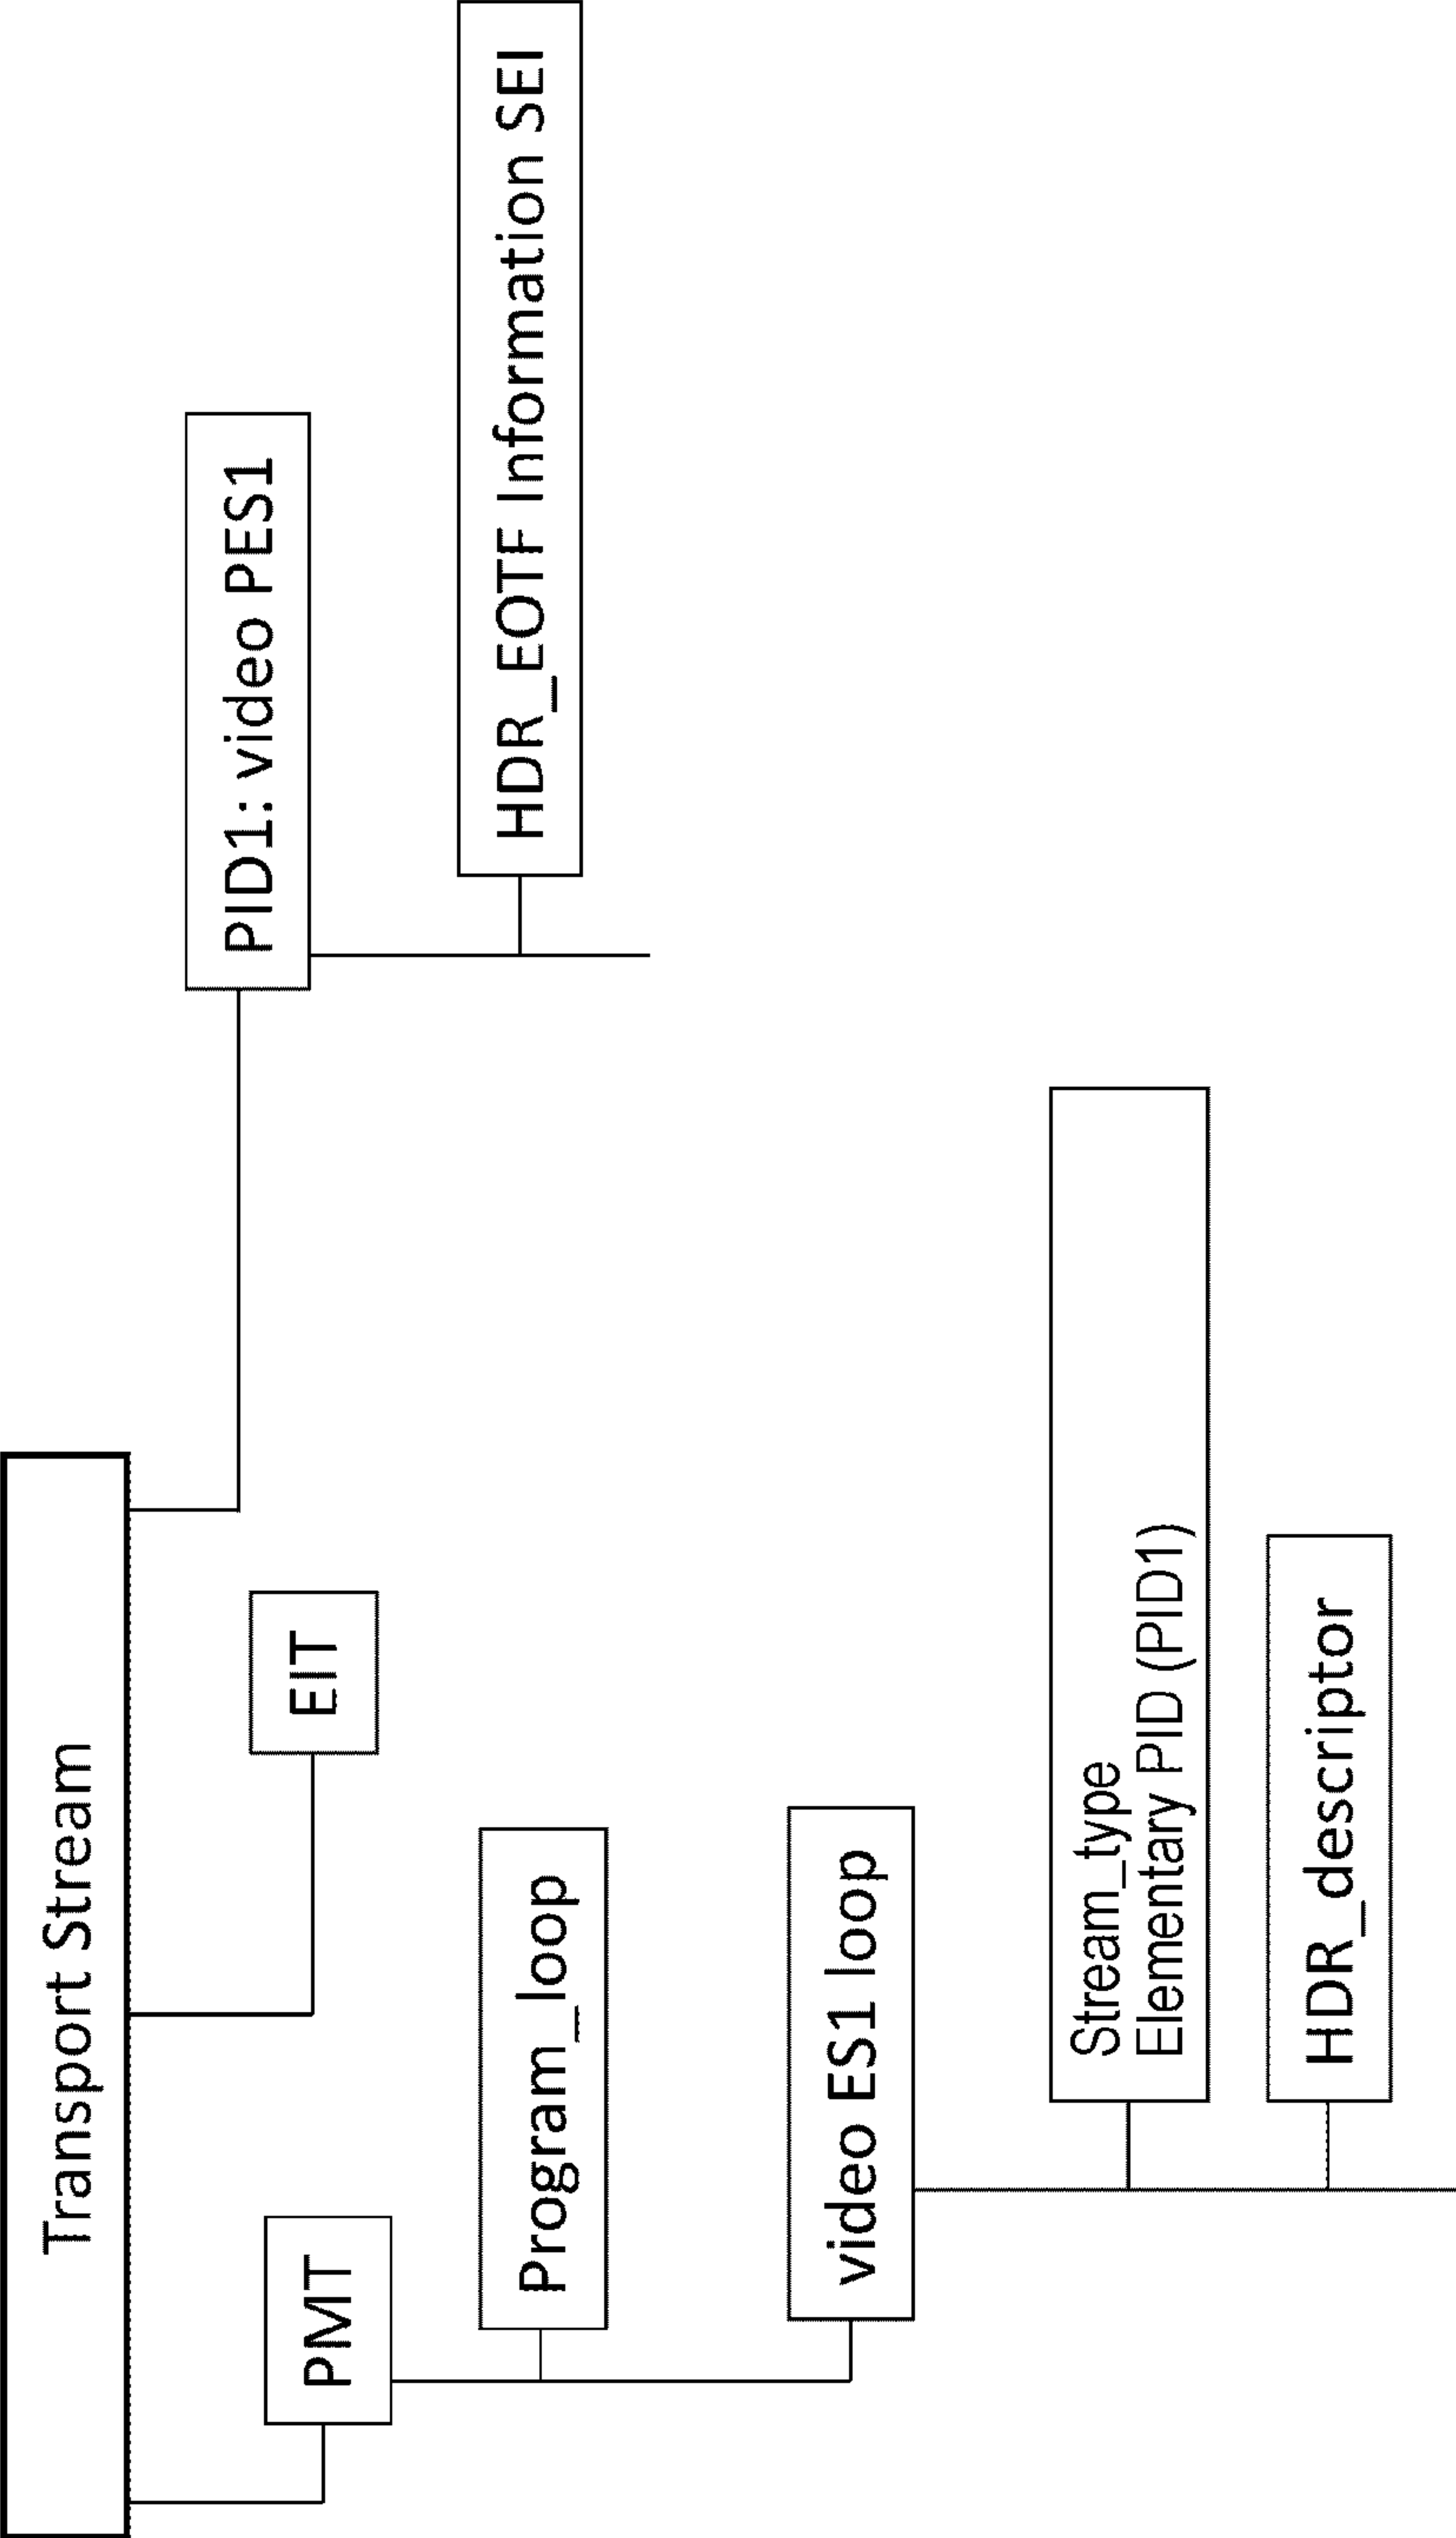 Transport Stream
PID1: video PES1
EIT
PMT
HDR_EOTF Information SEI
Program_loop
video ES1 loop
Stream_type
Elementary PID (PID1)
HDR_descriptor